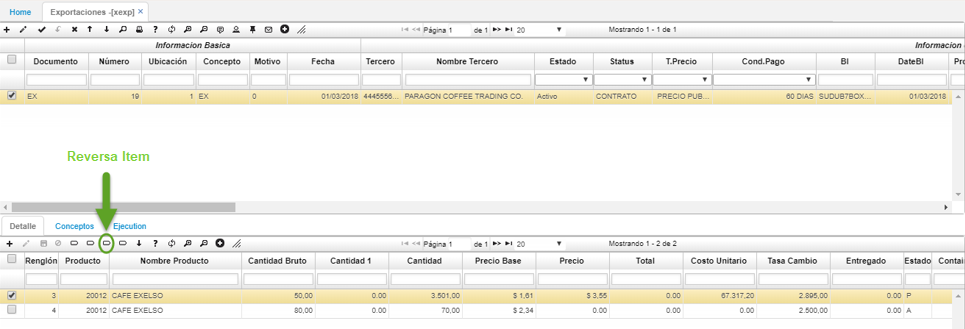 Home Exportaciones -[xexp] ×
Página 1 de 1 20 Mostrando 1 - 1 de 1
Informacion Basica Informacion
Documento Número Ubicación Concepto Motivo Fecha Tercero Nombre Tercero Estado Status T.Precio Cond.Pago Bl DateBl
EX 19 1 EX 0 01/03/2018 4445556... PARAGON COFFEE TRADING CO. Activo CONTRATO PRECIO PUB... 60 DIAS SUDUB7BOX... 01/03/2018
Reversa Item
Detalle Conceptos Ejecution
Página 1 de 1 20 Mostrando 1 - 2 de 2
Renglón Producto Nombre Producto Cantidad Bruto Cantidad 1 Cantidad Precio Base Precio Total Costo Unitario Tasa Cambio Entregado Estado Contai
3 20012 CAFE EXELSO 50,00 0.00 3.501,00 $ 1,61 $ 3,55 0.00 67.317,20 2.895,00 0.00 P
4 20012 CAFE EXELSO 80,00 0.00 70,00 $ 2,34 0.00 0.00 0.00 2.500,00 0.00 A